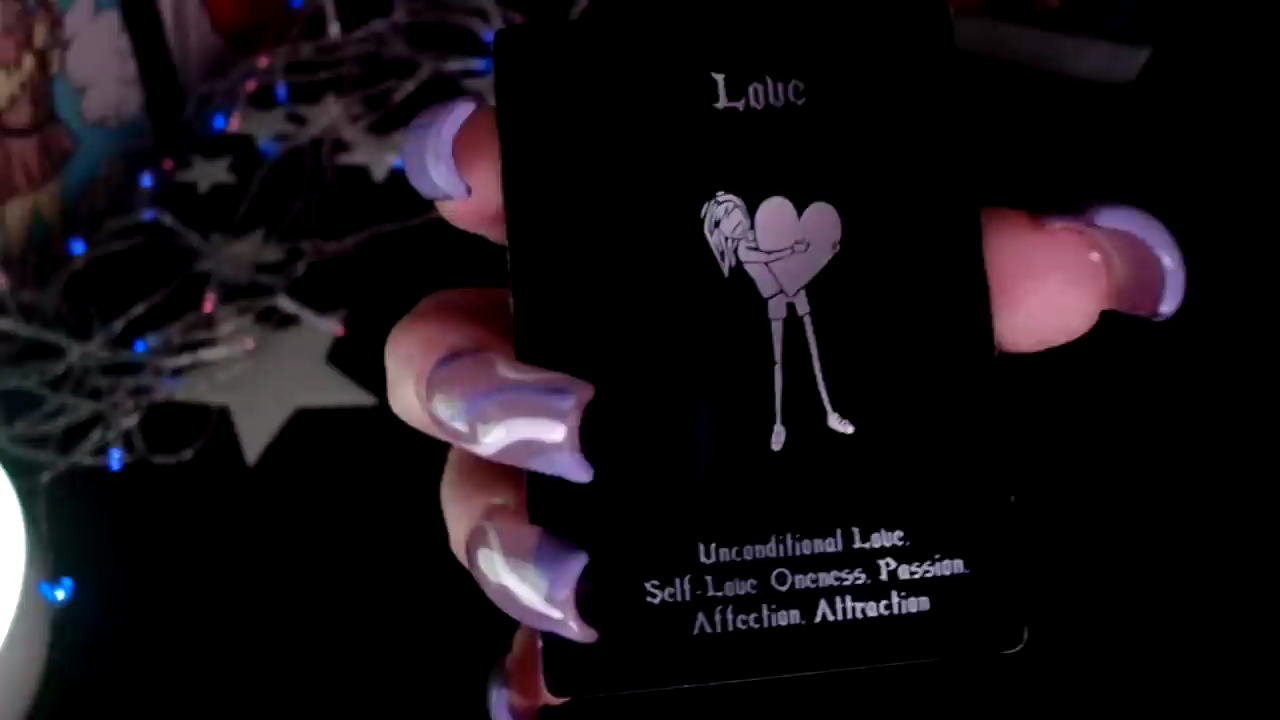 Love
Unconditional Love.
Self-Love Oneness. Passion.
Affection. Attraction